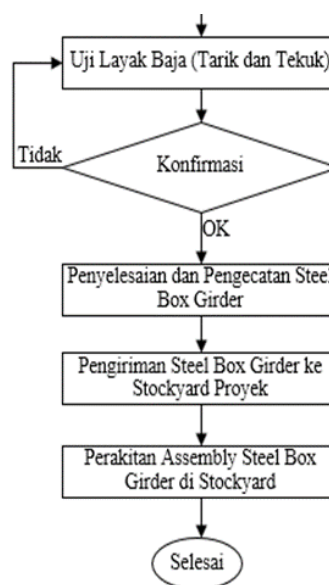 Uji Layak Baja (Tarik dan Tekuk)
Tidak
Konfirmasi
OK
Penyelesaian dan Pengecatan Steel
Box Girder
Pengiriman Steel Box Girder ke
Stockyard Proyek
Perakitan Assembly Steel Box
Girder di Stockyard
Selesai